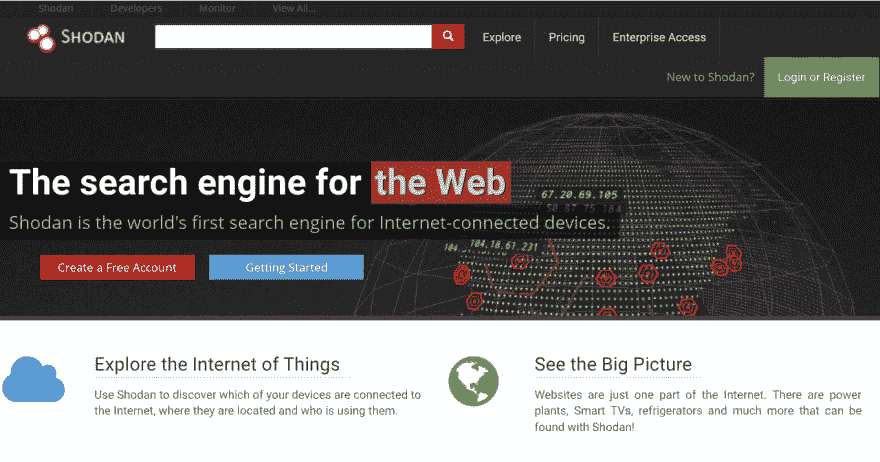 Shodan Developers Monitor View All...
SHODAN Explore Pricing Enterprise Access
New to Shodan? Login or Register
The search engine for the Web
67.20.69.105
Shodan is the world's first search engine for Internet-connected devices.
104.18.61.231
Create a Free Account Getting Started
Explore the Internet of Things
Use Shodan to discover which of your devices are connected to
the Internet, where they are located and who is using them.
See the Big Picture
Websites are just one part of the Internet. There are power
plants, Smart TVs, refrigerators and much more that can be
found with Shodan!